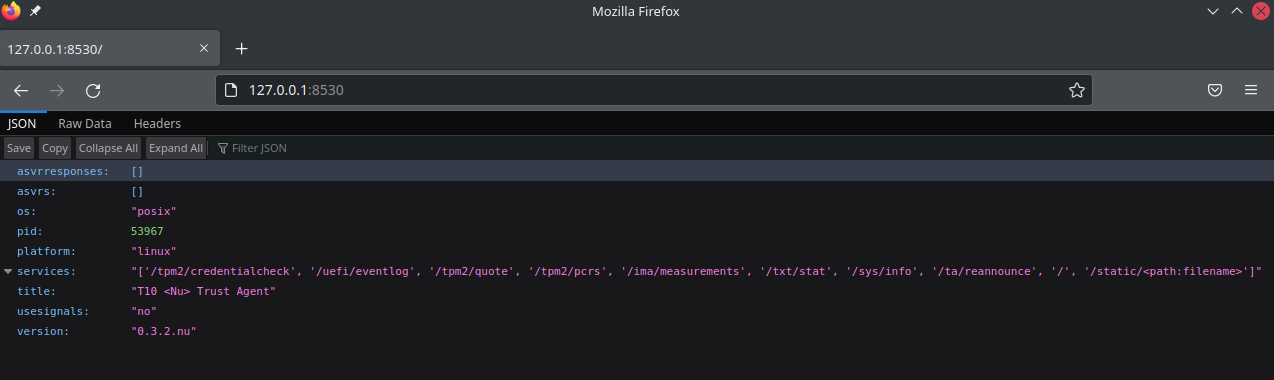 Mozilla Firefox
127.0.0.1:8530/
127.0.0.1:8530
JSON Raw Data Headers
Save Copy Collapse All Expand All Filter JSON
asvrresponses: []
asvrs: []
os: "posix"
pid: 53967
platform: "linux"
services: "['/tpm2/credentialcheck', '/uefi/eventlog', '/tpm2/quote', '/tpm2/pcrs', '/ima/measurements', '/txt/stat', '/sys/info', '/ta/reannounce', '/', '/static/<path:filename>']"
title: "T10 <Nu> Trust Agent"
usesignals: "no"
version: "0.3.2.nu"